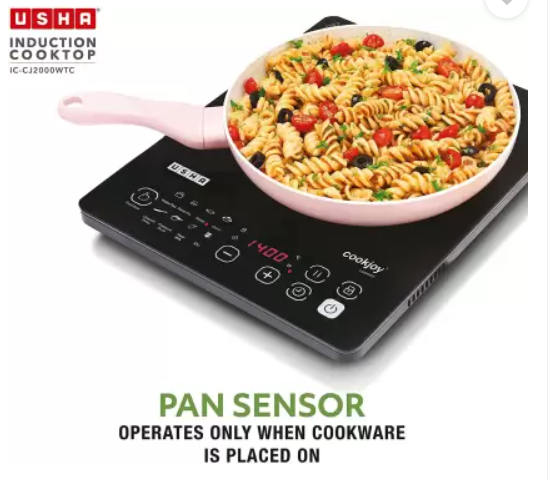 USHA
INDUCTION
COOKTOP
IC-CJ2000WTC
USHA
1400
cookjoy
PAN SENSOR
OPERATES ONLY WHEN COOKWARE
IS PLACED ON